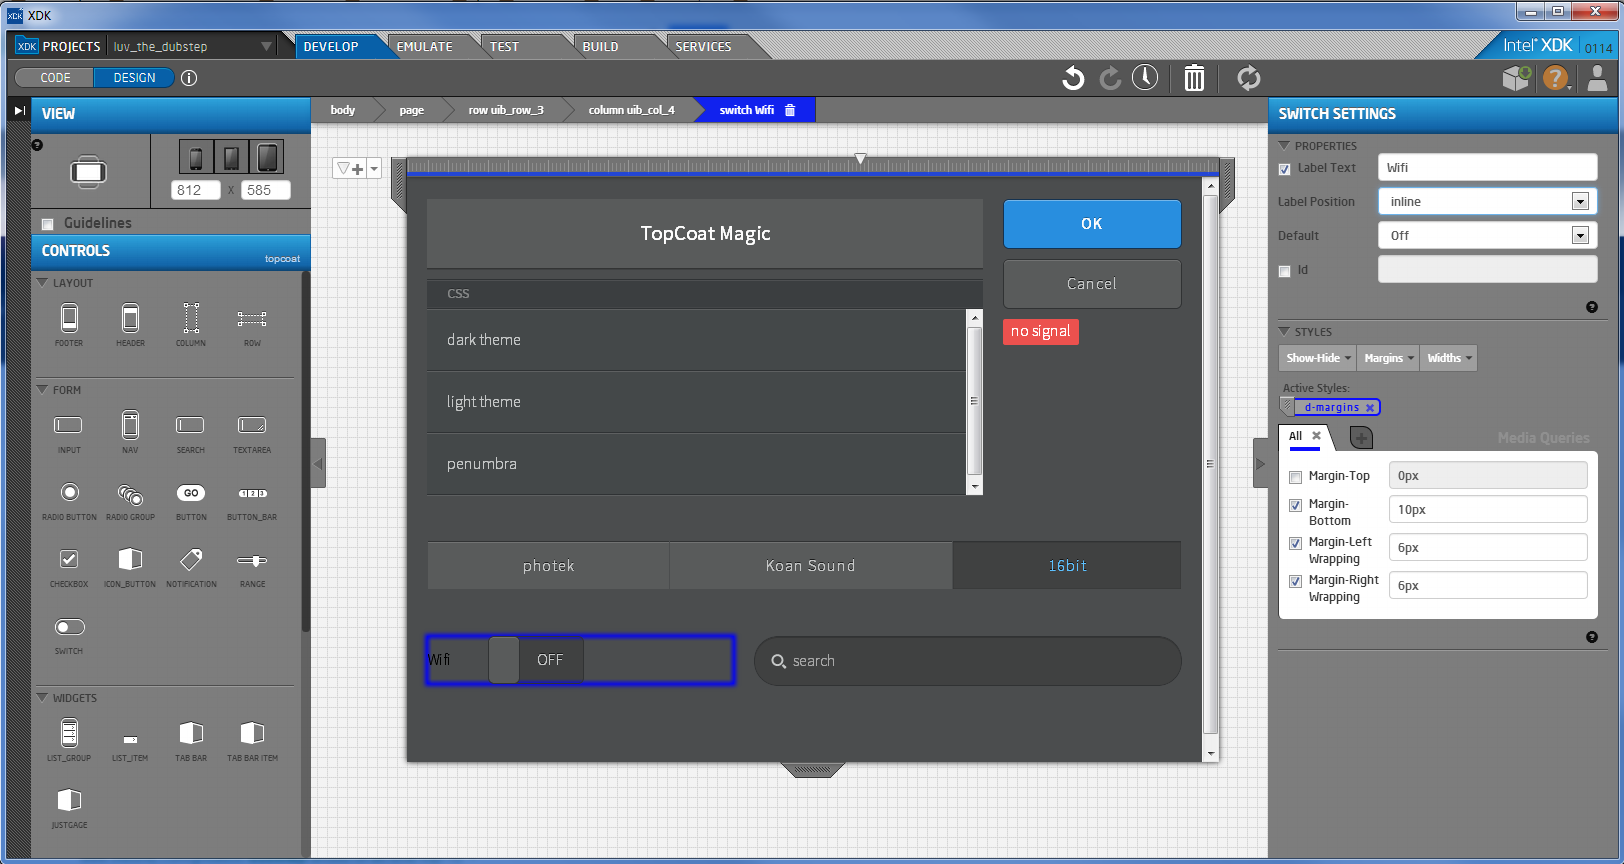 XDK XDK
XDK PROJECTS luv_the_dubstep DEVELOP EMULATE TEST BUILD SERVICES Intel® XDK 0114
CODE DESIGN i ?
VIEW body page row uib_row_3 column uib_col_4 switch Wifi SWITCH SETTINGS
?
812 x 585
Guidelines
CONTROLS topcoat
LAYOUT
FOOTER HEADER COLUMN ROW
FORM
INPUT NAV SEARCH TEXTAREA
GO 1 2 3
RADIO BUTTON RADIO GROUP BUTTON BUTTON_BAR
CHECKBOX ICON_BUTTON NOTIFICATION RANGE
SWITCH
WIDGETS
LIST_GROUP LIST_ITEM TAB BAR TAB BAR ITEM
JUSTGAGE
TopCoat Magic OK
Cancel
no signal
CSS
dark theme
light theme
penumbra
photek Koan Sound 16bit
Wifi OFF search
PROPERTIES
Label Text Wifi
Label Position inline
Default Off
Id
?
STYLES
Show-Hide Margins Widths
Active Styles:
d-margins x
All x + Media Queries
Margin-Top 0px
Margin-
Bottom 10px
Margin-Left
Wrapping 6px
Margin-Right
Wrapping 6px
?